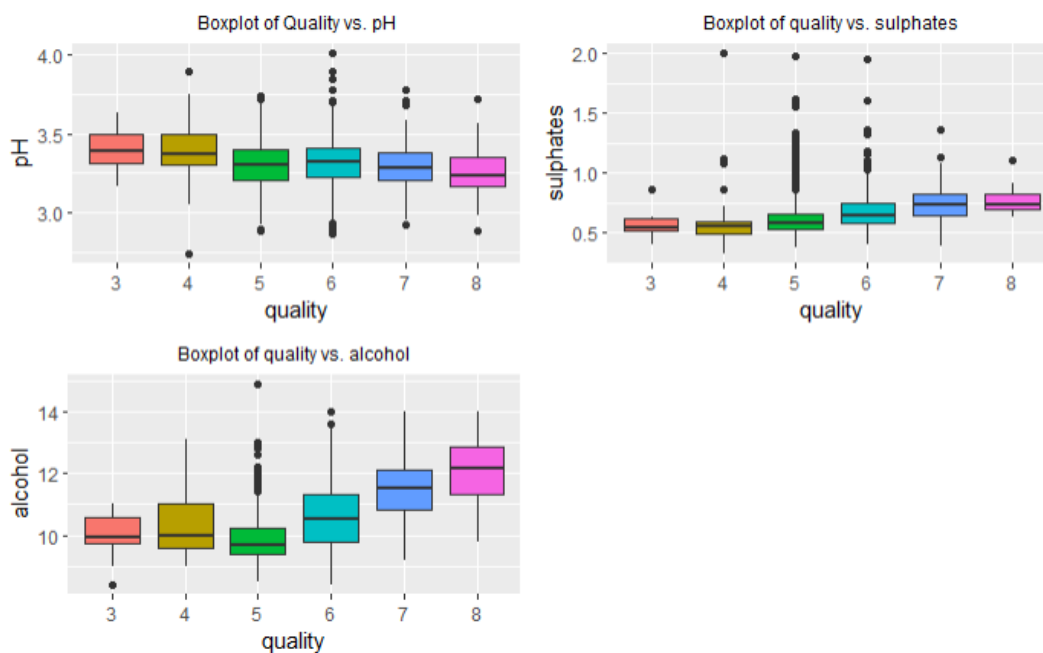 Boxplot of Quality vs. pH
4.0
3.5
3.0
pH
3 4 5 6 7 8
quality
Boxplot of quality vs. sulphates
2.0
1.5
1.0
0.5
sulphates
3 4 5 6 7 8
quality
Boxplot of quality vs. alcohol
14
12
10
alcohol
3 4 5 6 7 8
quality